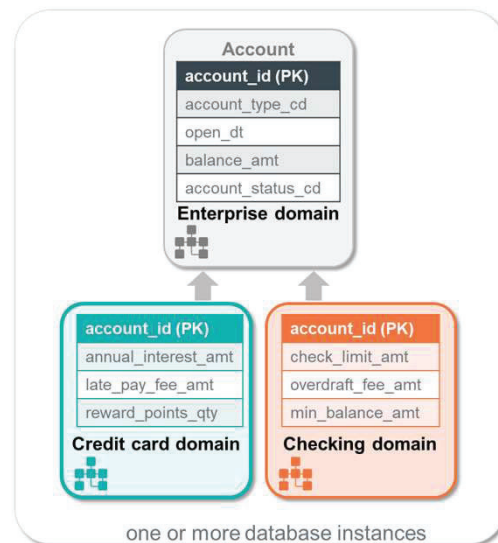 Account
account_id (PK)
account_type_cd
open_dt
balance_amt
account_status_cd
Enterprise domain
account_id (PK)
annual_interest_amt
late_pay_fee_amt
reward_points_qty
Credit card domain
account_id (PK)
check_limit_amt
overdraft_fee_amt
min_balance_amt
Checking domain
one or more database instances